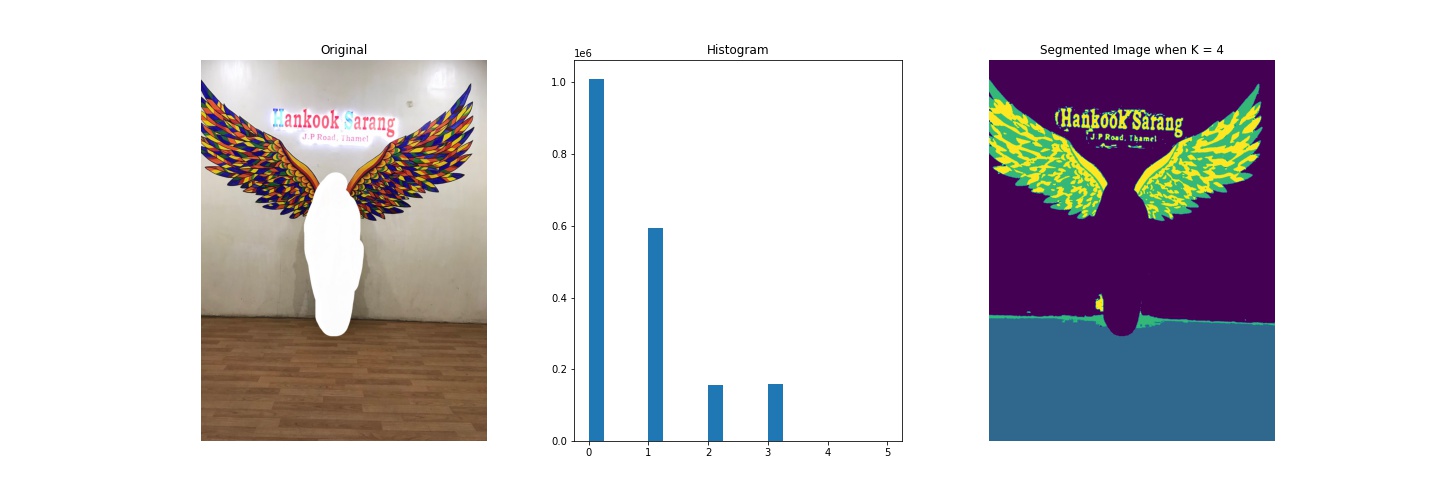 Original
Hankook Sarang
J.P Road, Thamel
Histogram
1e6
1.0
0.8
0.6
0.4
0.2
0.0
0 1 2 3 4 5
Segmented Image when K = 4
Hankook Sarang
J.P Road, Thamel